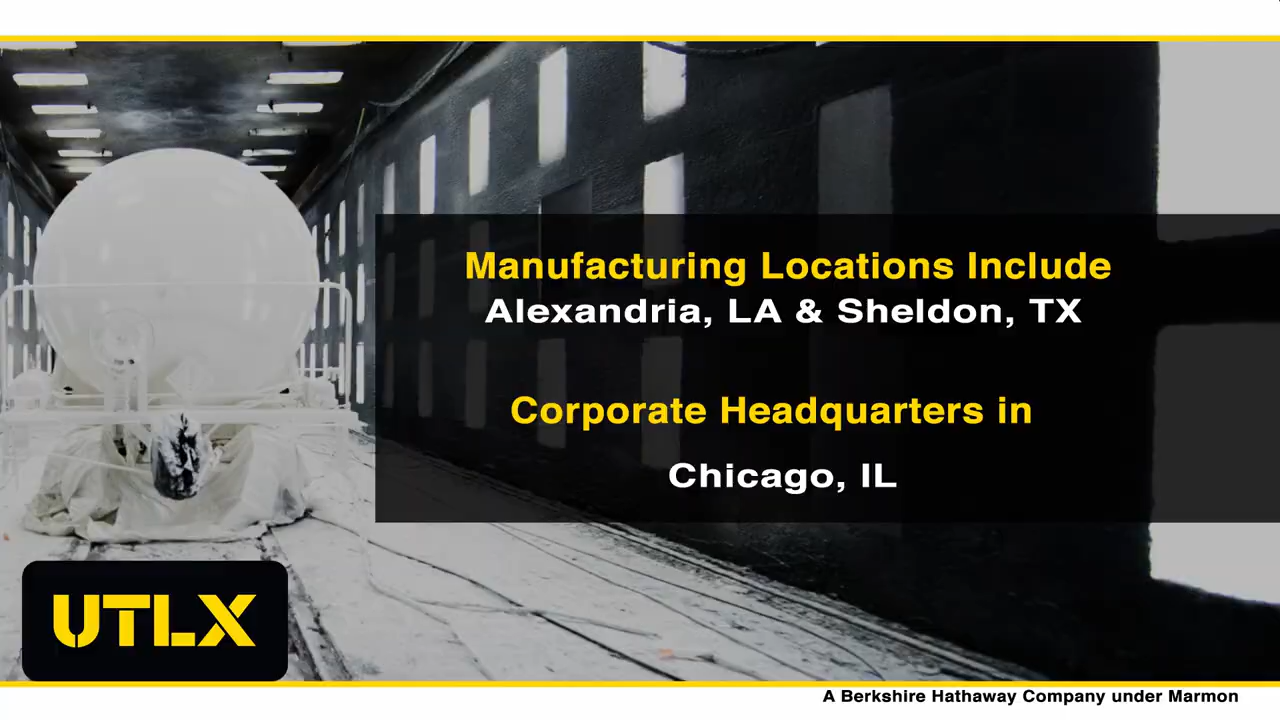 Manufacturing Locations Include
Alexandria, LA & Sheldon, TX
Corporate Headquarters in
Chicago, IL
UTLX
A Berkshire Hathaway Company under Marmon